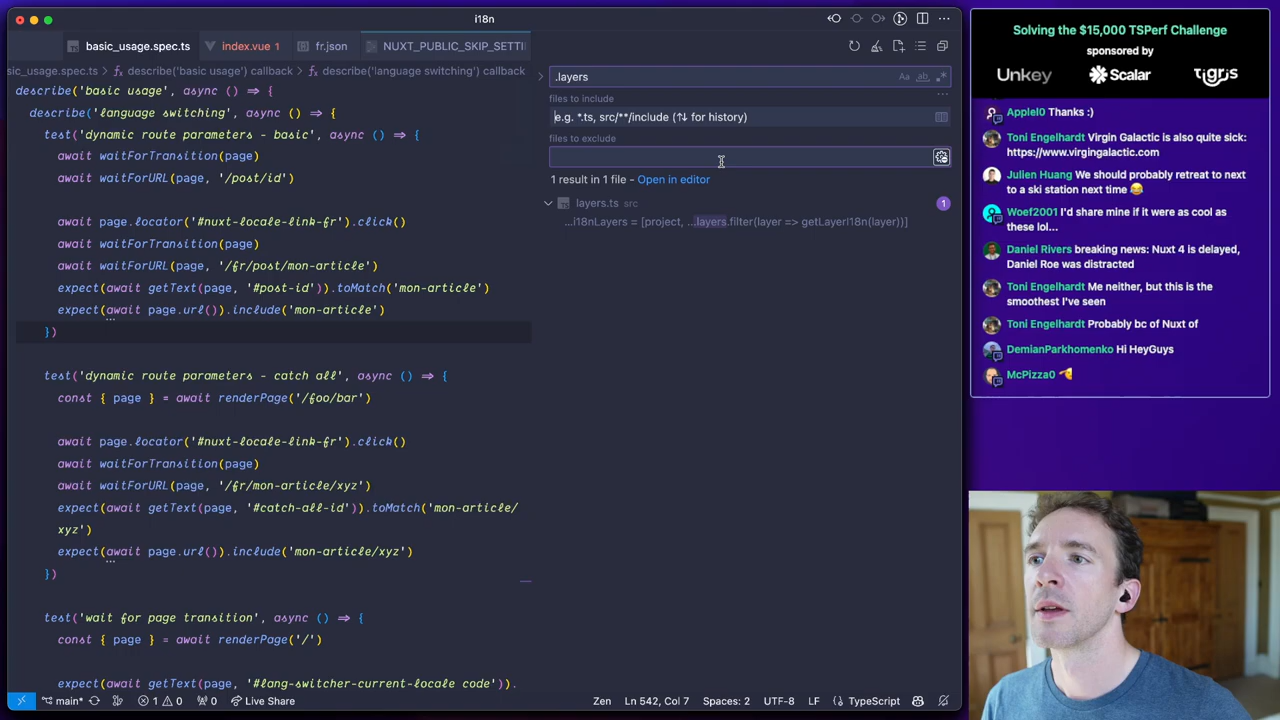 i18n
basic_usage.spec.ts
index.vue 1
fr.json
NUXT_PUBLIC_SKIP_SETTI
sic_usage.spec.ts > describe('basic usage') callback > describe('language switching') callback
describe('basic usage', async () => {
describe('language switching', async () => {
test('dynamic route parameters - basic', async () => {
await waitForTransition(page)
await waitForURL(page, '/post/id')
await page.locator('#nuxt-locale-link-fr').click()
await waitForTransition(page)
await waitForURL(page, '/fr/post/mon-article')
expect(await getText(page, '#post-id')).toMatch('mon-article')
expect(await page.url()).include('mon-article')
})
test('dynamic route parameters - catch all', async () => {
const { page } = await renderPage('/foo/bar')
await page.locator('#nuxt-locale-link-fr').click()
await waitForTransition(page)
await waitForURL(page, '/fr/mon-article/xyz')
expect(await getText(page, '#catch-all-id')).toMatch('mon-article/
xyz')
expect(await page.url()).include('mon-article/xyz')
})
test('wait for page transition', async () => {
const { page } = await renderPage('/')
expect(await getText(page, '#lang-switcher-current-locale code')).
.layers
Aa
ab
.*
files to include
e.g. *.ts, src/**/include (⇅ for history)
files to exclude
1 result in 1 file - Open in editor
layers.ts src
1
...i18nLayers = [project, ...layers.filter(layer => getLayerI18n(layer))]
main*
1
0
0
Live Share
Zen
Ln 542, Col 7
Spaces: 2
UTF-8
LF
TypeScript
Solving the $15,000 TSPerf Challenge
sponsored by
Unkey
Scalar
tigris
Applel0 Thanks :)
Toni Engelhardt Virgin Galactic is also quite sick:
https://www.virgingalactic.com
Julien Huang We should probably retreat to next
to a ski station next time 😂
Woef2001 I'd share mine if it were as cool as
these lol...
Daniel Rivers breaking news: Nuxt 4 is delayed,
Daniel Roe was distracted
Toni Engelhardt Me neither, but this is the
smoothest I've seen
Toni Engelhardt Probably bc of Nuxt of
DemianParkhomenko Hi HeyGuys
McPizza0